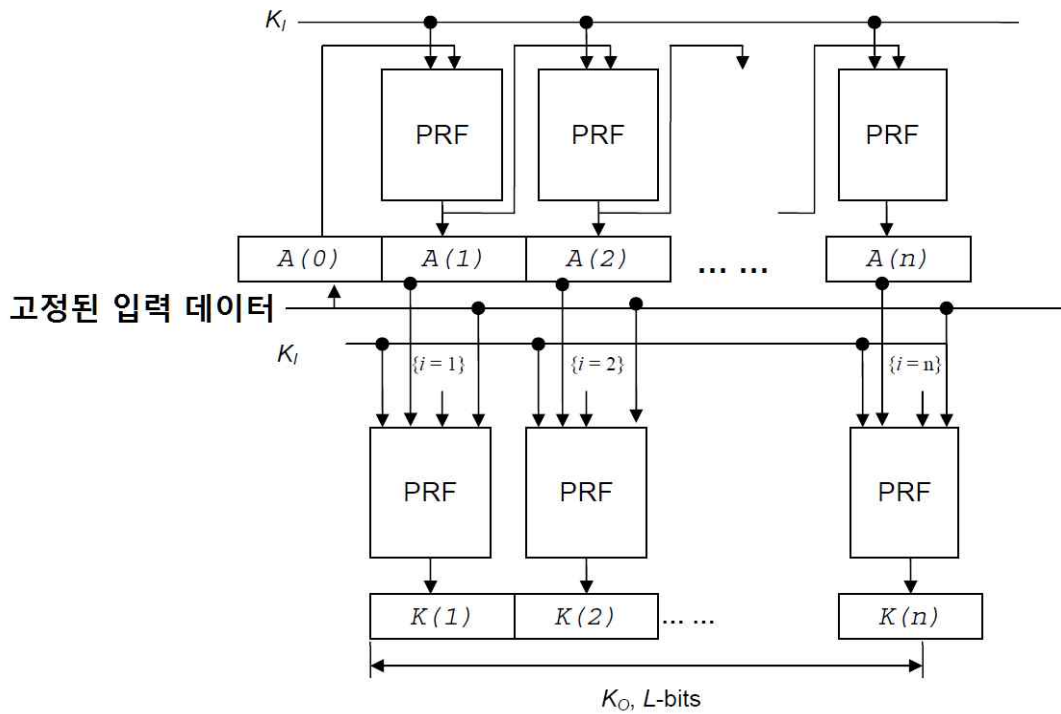 K_I
PRF PRF PRF
A(0) A(1) A(2) ... ... A(n)
고정된 입력 데이터
K_I
{i = 1} {i = 2} {i = n}
PRF PRF PRF
K(1) K(2) ... ... K(n)
K_O, L-bits